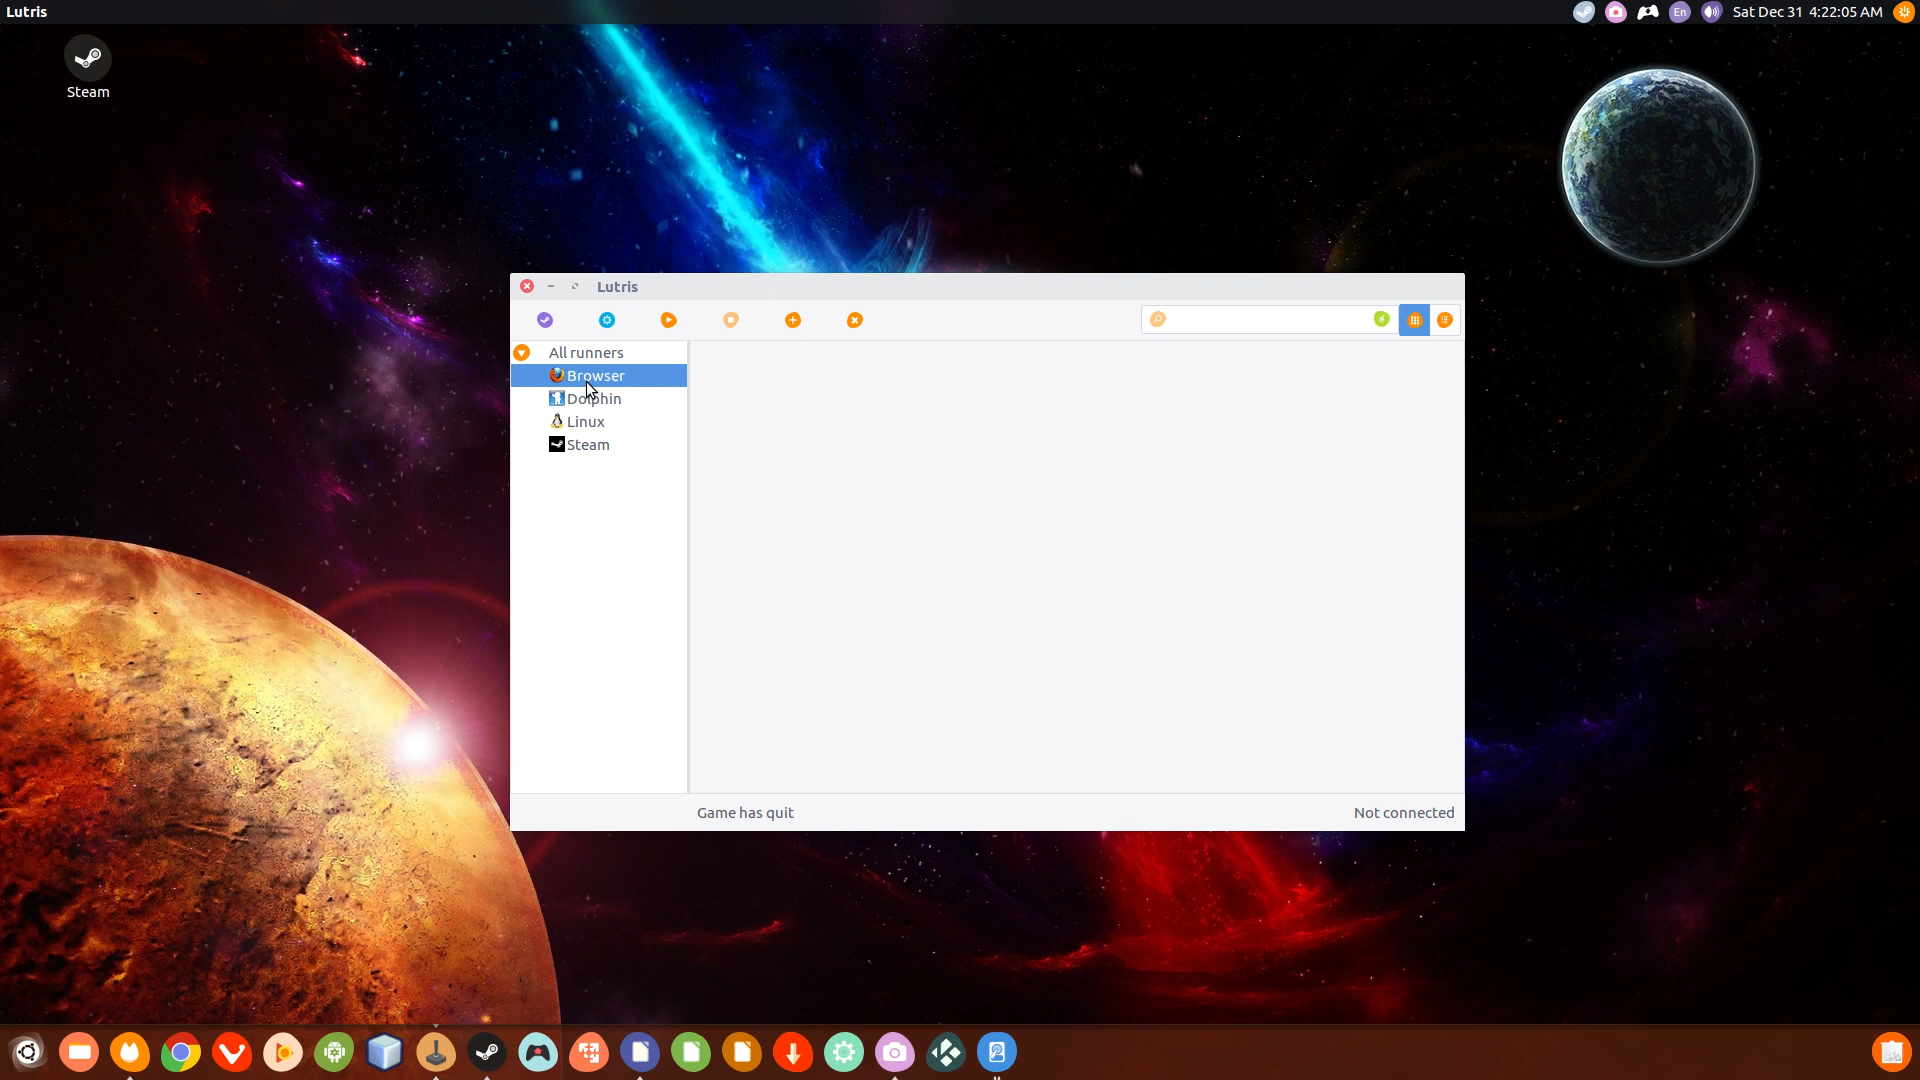 Lutris
En
Sat Dec 31 4:22:05 AM
Steam
Lutris
All runners
Browser
Dolphin
Linux
Steam
Game has quit
Not connected